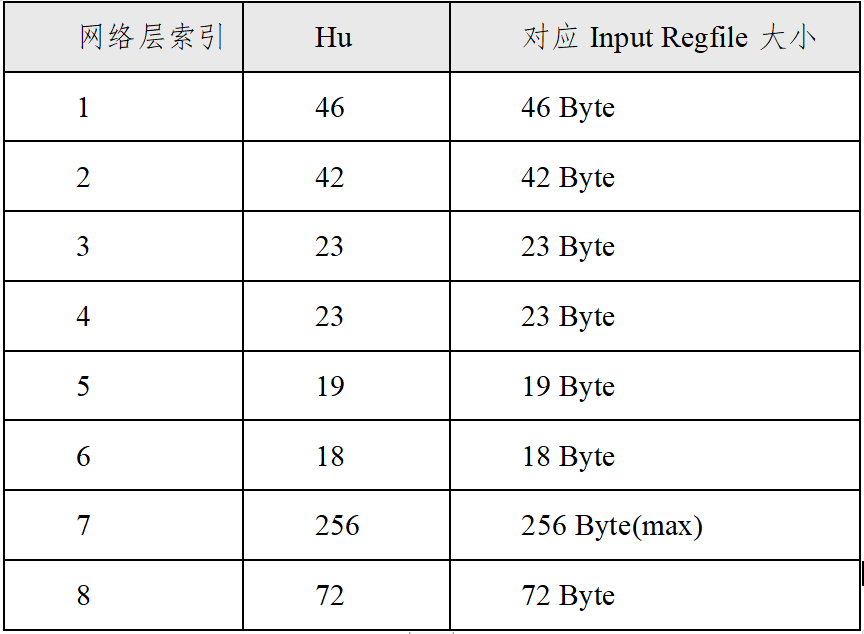 网络层索引 Hu 对应 Input Regfile 大小
1 46 46 Byte
2 42 42 Byte
3 23 23 Byte
4 23 23 Byte
5 19 19 Byte
6 18 18 Byte
7 256 256 Byte(max)
8 72 72 Byte